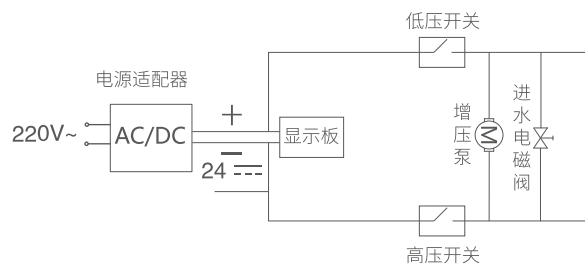 低压开关
电源适配器
220V~
AC/DC
+
显示板
−
24
增压泵
M
进水电磁阀
高压开关